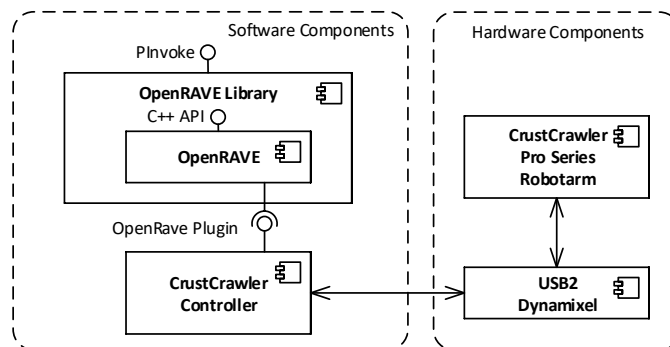 Software Components
Hardware Components
PInvoke
OpenRAVE Library
C++ API
OpenRAVE
OpenRave Plugin
CrustCrawler
Controller
CrustCrawler
Pro Series
Robotarm
USB2
Dynamixel